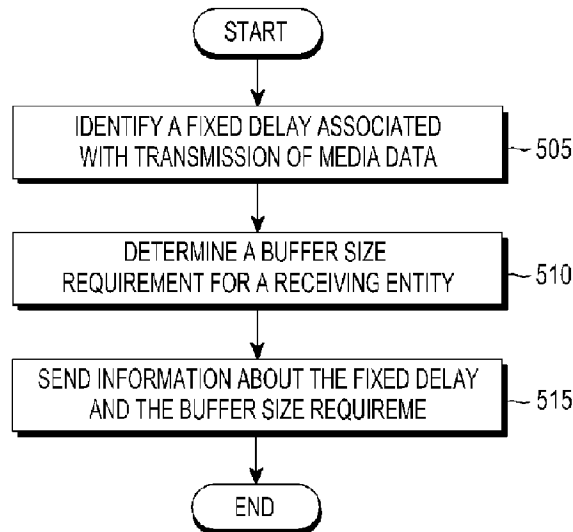 START
IDENTIFY A FIXED DELAY ASSOCIATED
WITH TRANSMISSION OF MEDIA DATA
505
DETERMINE A BUFFER SIZE
REQUIREMENT FOR A RECEIVING ENTITY
510
SEND INFORMATION ABOUT THE FIXED DELAY
AND THE BUFFER SIZE REQUIREME
515
END